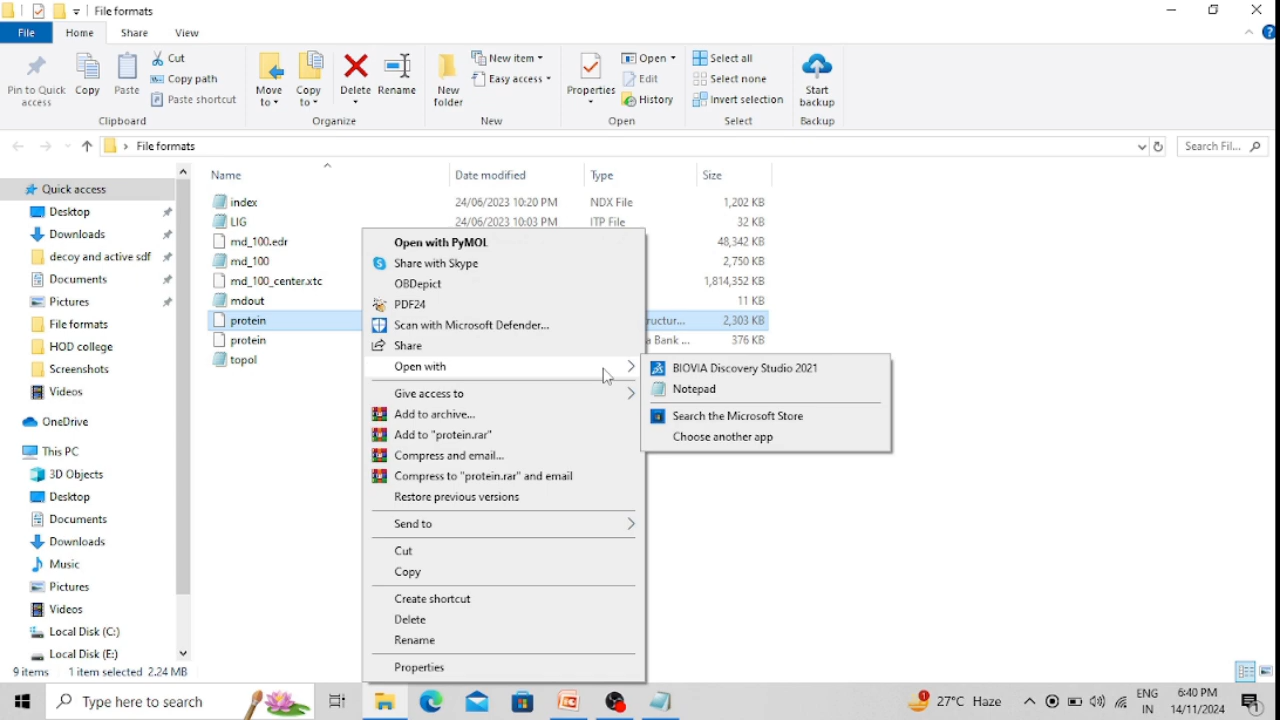 File formats
File
Home
Share
View
Pin to Quick access
Copy
Paste
Cut
Copy path
Paste shortcut
Clipboard
Move to
Copy to
Delete
Rename
Organize
New folder
New item
Easy access
New
Properties
Open
Edit
History
Open
Select all
Select none
Invert selection
Select
Start backup
Backup
File formats
Search Fil...
Name
Date modified
Type
Size
Quick access
Desktop
Downloads
decoy and active sdf
Documents
Pictures
File formats
HOD college
Screenshots
Videos
OneDrive
This PC
3D Objects
Desktop
Documents
Downloads
Music
Pictures
Videos
Local Disk (C:)
Local Disk (E:)
index 24/06/2023 10:20 PM NDX File 1,202 KB
LIG 24/06/2023 10:03 PM ITP File 32 KB
md_100.edr 48,342 KB
md_100 2,750 KB
md_100_center.xtc 1,814,352 KB
mdout 11 KB
protein ructur... 2,303 KB
protein a Bank ... 376 KB
topol
Open with PyMOL
Share with Skype
OBDepict
PDF24
Scan with Microsoft Defender...
Share
Open with
Give access to
Add to archive...
Add to "protein.rar"
Compress and email...
Compress to "protein.rar" and email
Restore previous versions
Send to
Cut
Copy
Create shortcut
Delete
Rename
Properties
BIOVIA Discovery Studio 2021
Notepad
Search the Microsoft Store
Choose another app
9 items 1 item selected 2.24 MB
Type here to search
27°C Haze
ENG
IN
6:40 PM
14/11/2024
1